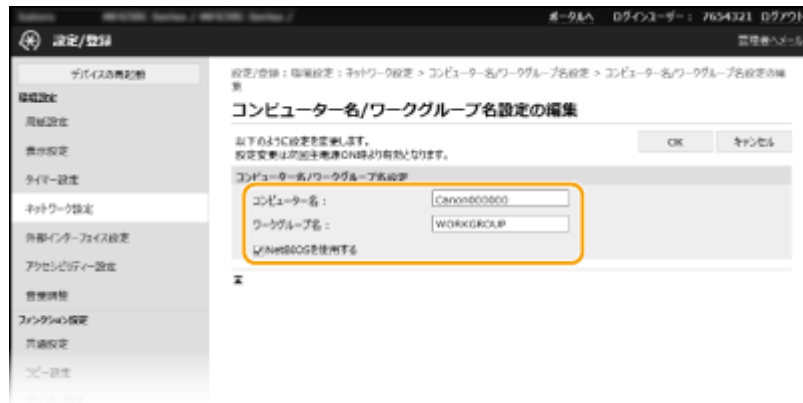 ポータルへ ログインユーザー： 7654321 ログアウト
設定/登録
管理者へメール
デバイスの再起動
設定/登録：環境設定：ネットワーク設定 > コンピューター名/ワークグループ名設定 > コンピューター名/ワークグループ名設定の編
集
環境設定
コンピューター名/ワークグループ名設定の編集
用紙設定
以下のように設定を変更します。
設定変更は次回主電源ON時より有効となります。
OK キャンセル
表示設定
タイマー設定
コンピューター名/ワークグループ名設定
コンピューター名： Canon000000
ネットワーク設定
ワークグループ名： WORKGROUP
外部インターフェイス設定
NetBIOSを使用する
アクセシビリティー設定
音量調整
ファンクション設定
共通設定
コピー設定